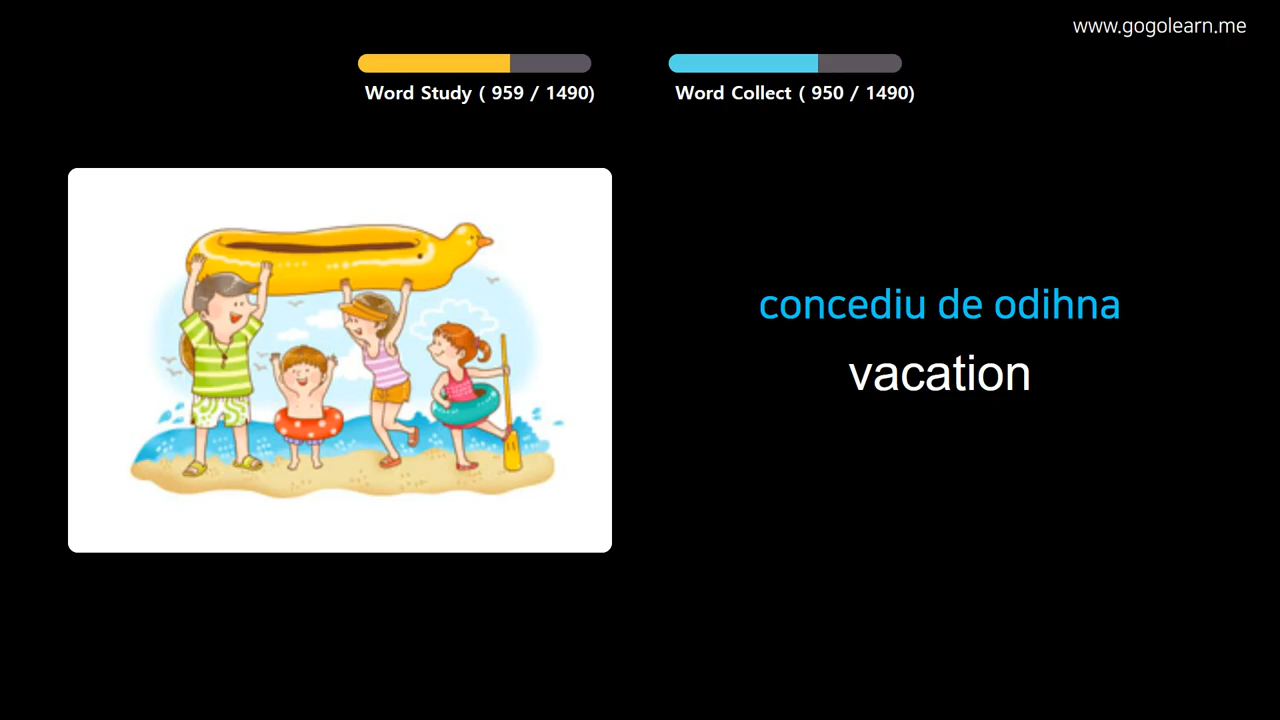 www.gogolearn.me
Word Study ( 959 / 1490)
Word Collect ( 950 / 1490)
concediu de odihna
vacation